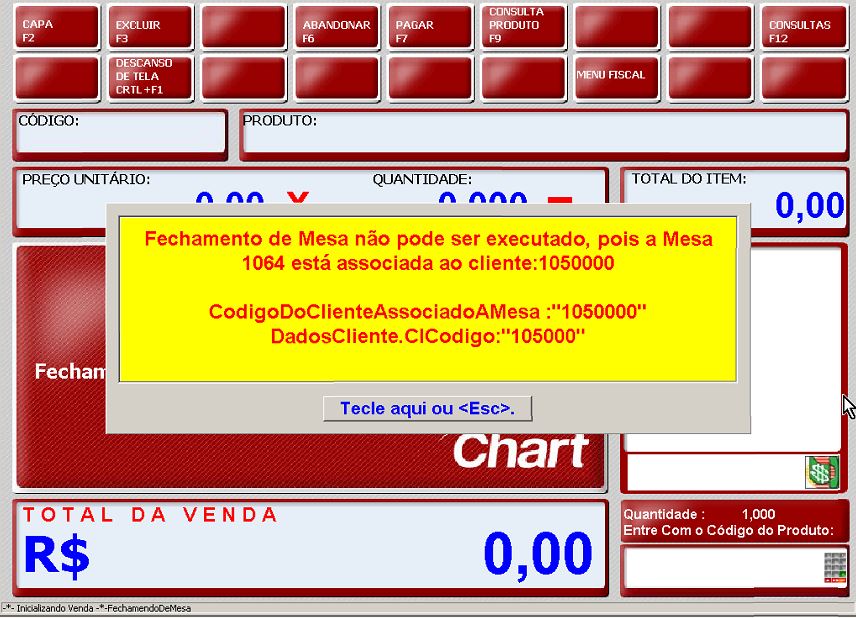 CAPA
F2
EXCLUIR
F3
ABANDONAR
F6
PAGAR
F7
CONSULTA
PRODUTO
F9
CONSULTAS
F12
DESCANSO
DE TELA
CRTL+F1
MENU FISCAL
CÓDIGO:
PRODUTO:
PREÇO UNITÁRIO:
QUANTIDADE:
TOTAL DO ITEM:
0,00 X 0,000 =
0,00
Fechamento de Mesa não pode ser executado, pois a Mesa
1064 está associada ao cliente:1050000
CodigoDoClienteAssociadoAMesa :"1050000"
DadosCliente.ClCodigo:"105000"
Fecham
Tecle aqui ou <Esc>.
Chart
TOTAL DA VENDA
R$ 0,00
Quantidade : 1,000
Entre Com o Código do Produto:
-*- Inicializando Venda -*-FechamendoDeMesa